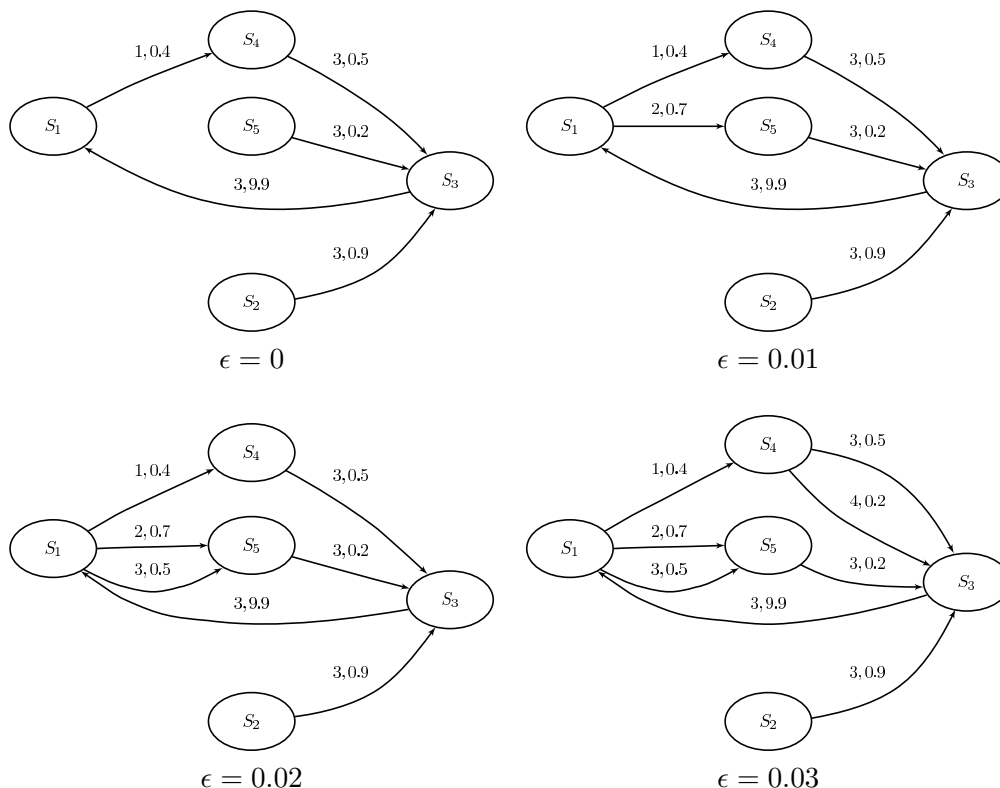 S₄
1, 0.4
3, 0.5
S₁
S₅
3, 0.2
S₃
3, 9.9
3, 0.9
S₂
ϵ = 0
S₄
1, 0.4
3, 0.5
2, 0.7
S₁
S₅
3, 0.2
S₃
3, 9.9
3, 0.9
S₂
ϵ = 0.01
S₄
1, 0.4
3, 0.5
2, 0.7
S₁
S₅
3, 0.2
3, 0.5
S₃
3, 9.9
3, 0.9
S₂
ϵ = 0.02
S₄
3, 0.5
1, 0.4
4, 0.2
2, 0.7
S₁
S₅
3, 0.2
3, 0.5
S₃
3, 9.9
3, 0.9
S₂
ϵ = 0.03